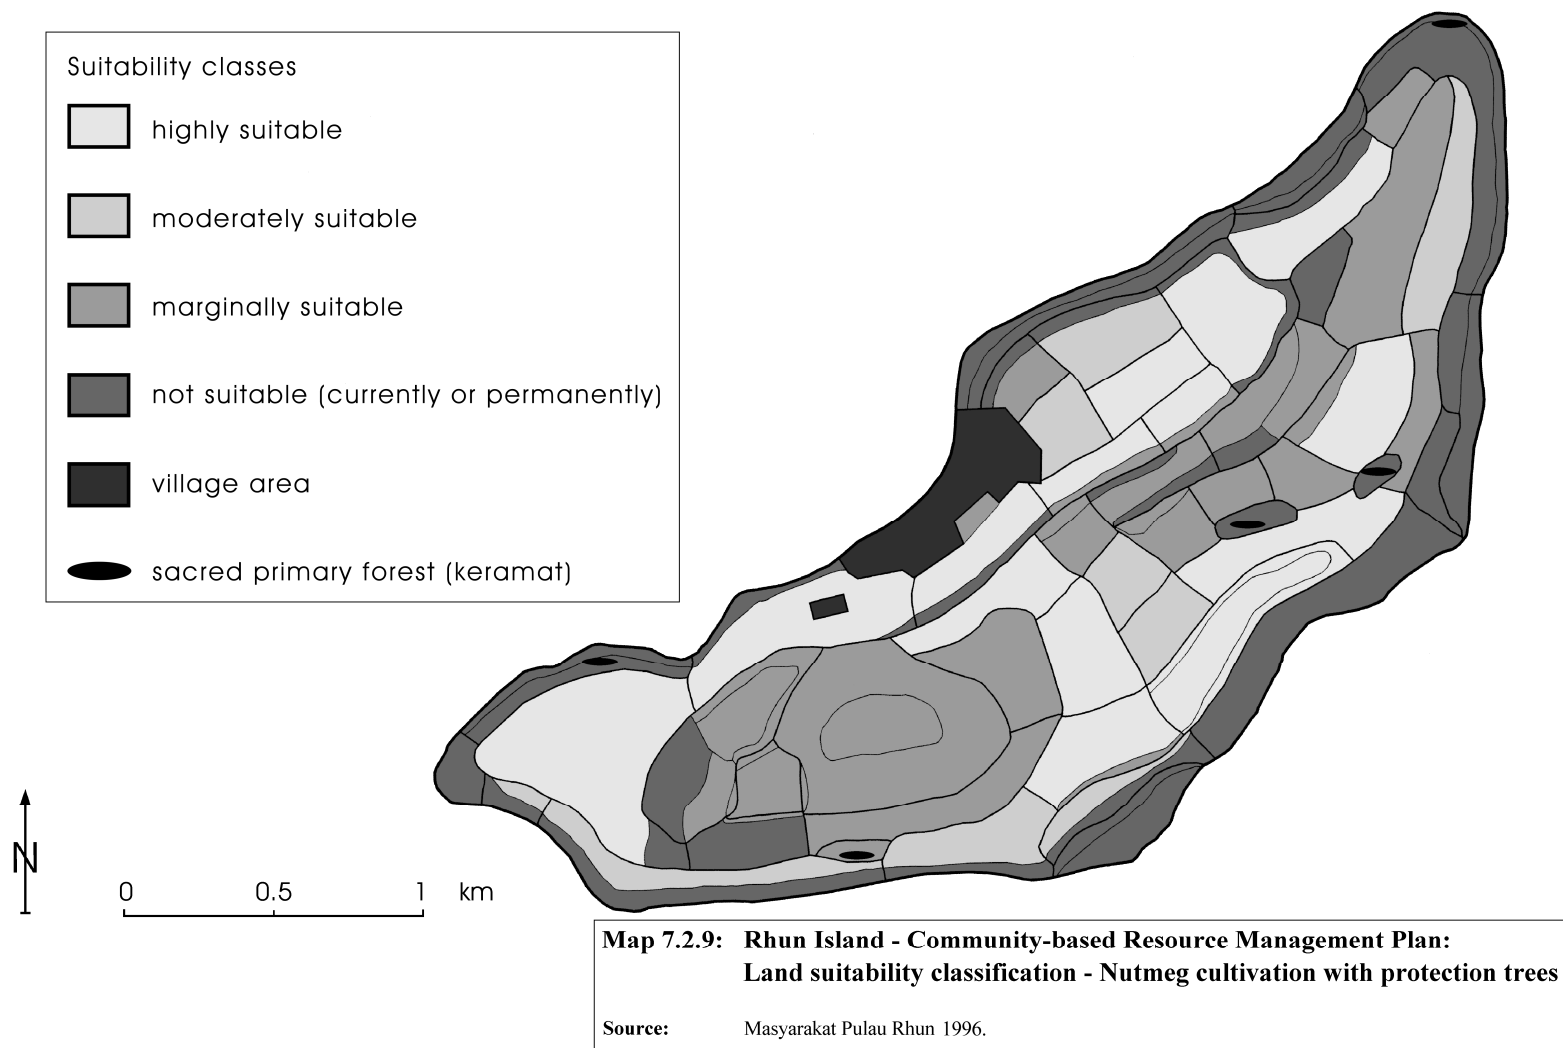 Suitability classes
highly suitable
moderately suitable
marginally suitable
not suitable (currently or permanently)
village area
sacred primary forest (keramat)
N
0 0.5 1 km
Map 7.2.9: Rhun Island - Community-based Resource Management Plan:
Land suitability classification - Nutmeg cultivation with protection trees
Source: Masyarakat Pulau Rhun 1996.